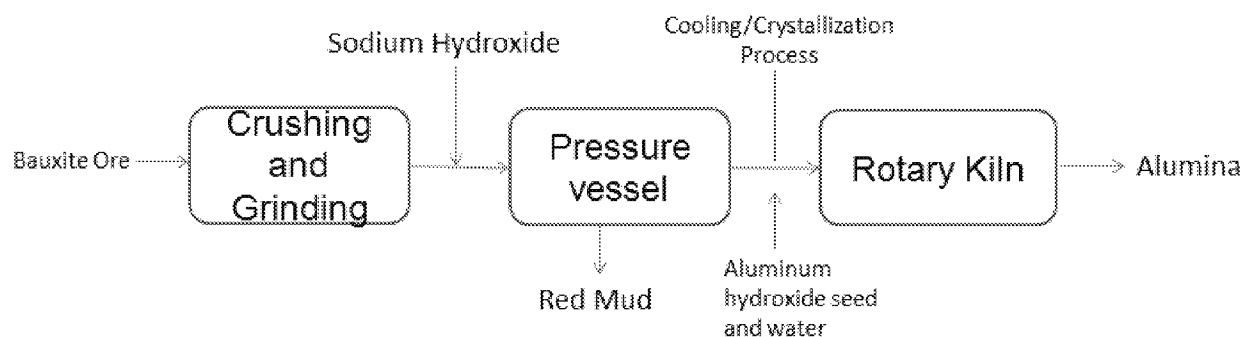 Cooling/Crystallization
Process
Sodium Hydroxide
Bauxite Ore
Crushing
and
Grinding
Pressure
vessel
Rotary Kiln
Alumina
Red Mud
Aluminum
hydroxide seed
and water